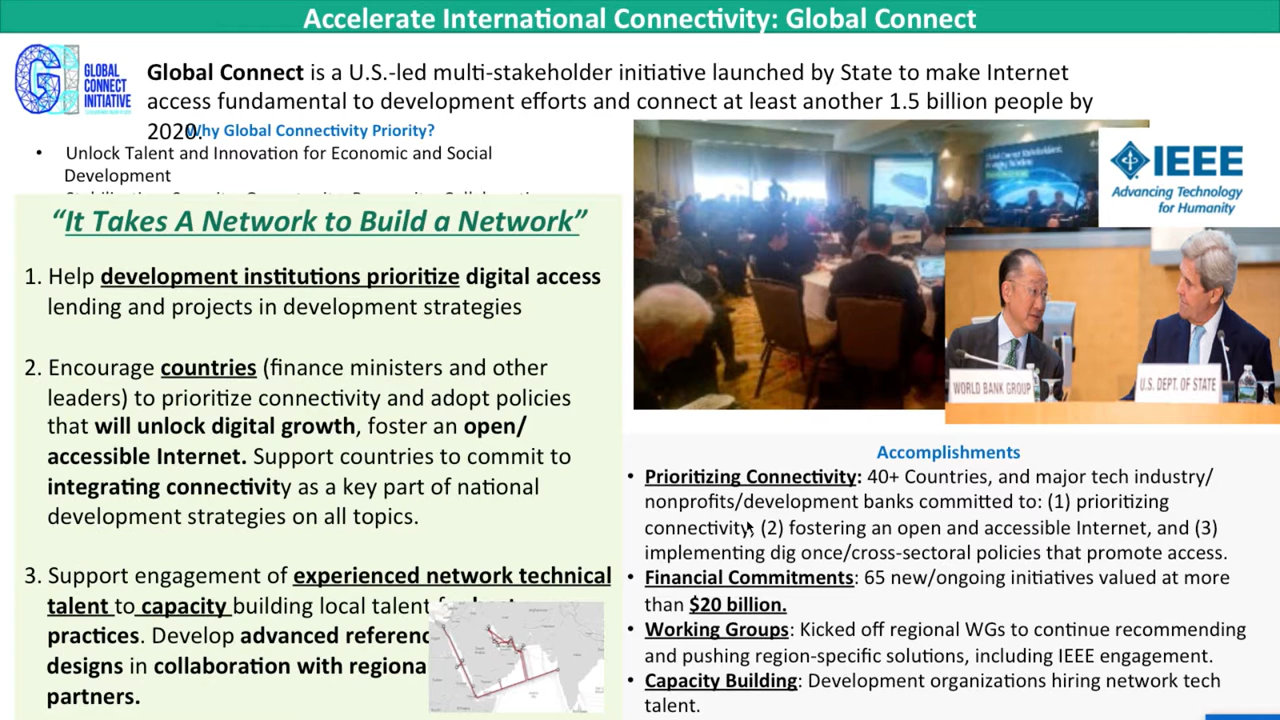 Accelerate International Connectivity: Global Connect
GLOBAL
CONNECT
INITIATIVE
Global Connect is a U.S.-led multi-stakeholder initiative launched by State to make Internet
access fundamental to development efforts and connect at least another 1.5 billion people by
2020.
Why Global Connectivity Priority?
• Unlock Talent and Innovation for Economic and Social
Development
“It Takes A Network to Build a Network”
1. Help development institutions prioritize digital access
lending and projects in development strategies
2. Encourage countries (finance ministers and other
leaders) to prioritize connectivity and adopt policies
that will unlock digital growth, foster an open/
accessible Internet. Support countries to commit to
integrating connectivity as a key part of national
development strategies on all topics.
3. Support engagement of experienced network technical
talent to capacity building local talent
practices. Develop advanced referenc
designs in collaboration with regiona
partners.
IEEE
Advancing Technology
for Humanity
WORLD BANK GROUP
U.S. DEPT. OF STATE
Accomplishments
• Prioritizing Connectivity: 40+ Countries, and major tech industry/
nonprofits/development banks committed to: (1) prioritizing
connectivity; (2) fostering an open and accessible Internet, and (3)
implementing dig once/cross-sectoral policies that promote access.
• Financial Commitments: 65 new/ongoing initiatives valued at more
than $20 billion.
• Working Groups: Kicked off regional WGs to continue recommending
and pushing region-specific solutions, including IEEE engagement.
• Capacity Building: Development organizations hiring network tech
talent.